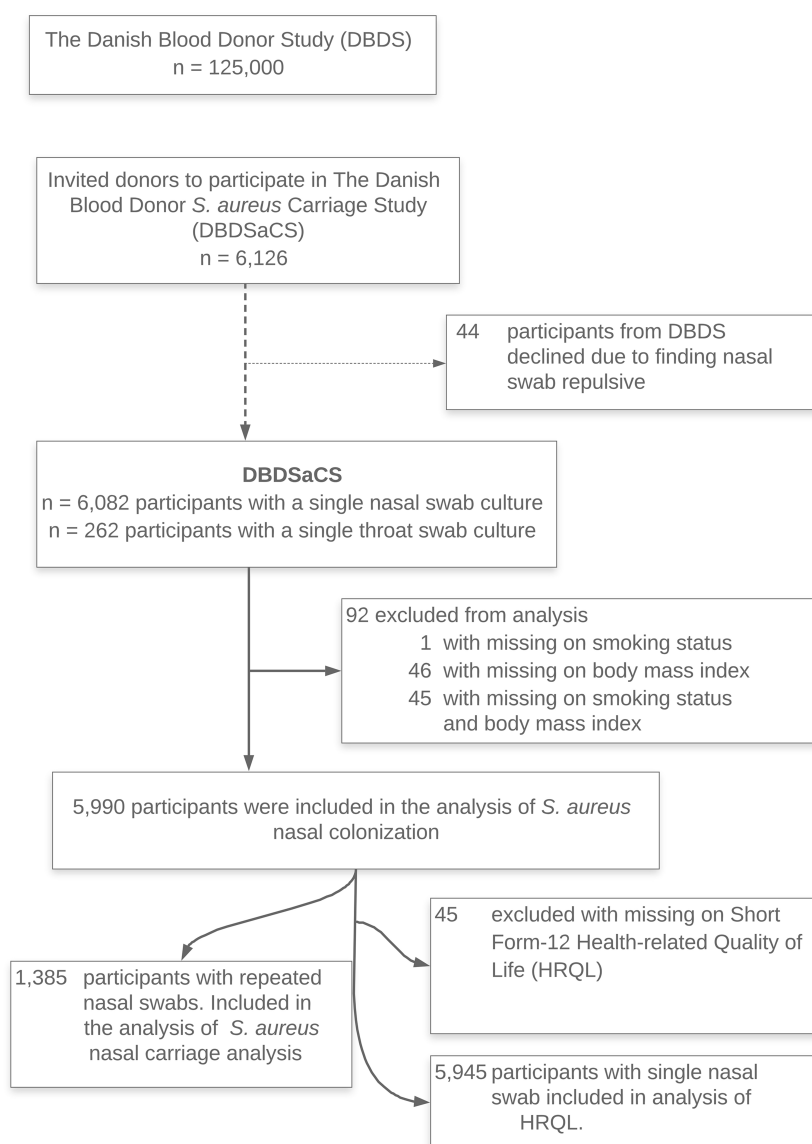 The Danish Blood Donor Study (DBDS)
n = 125,000
Invited donors to participate in The Danish
Blood Donor S. aureus Carriage Study
(DBDSaCS)
n = 6,126
44 participants from DBDS
declined due to finding nasal
swab repulsive
DBDSaCS
n = 6,082 participants with a single nasal swab culture
n = 262 participants with a single throat swab culture
92 excluded from analysis
1 with missing on smoking status
46 with missing on body mass index
45 with missing on smoking status
and body mass index
5,990 participants were included in the analysis of S. aureus
nasal colonization
45 excluded with missing on Short
Form-12 Health-related Quality of
Life (HRQL)
1,385 participants with repeated
nasal swabs. Included in
the analysis of S. aureus
nasal carriage analysis
5,945 participants with single nasal
swab included in analysis of
HRQL.